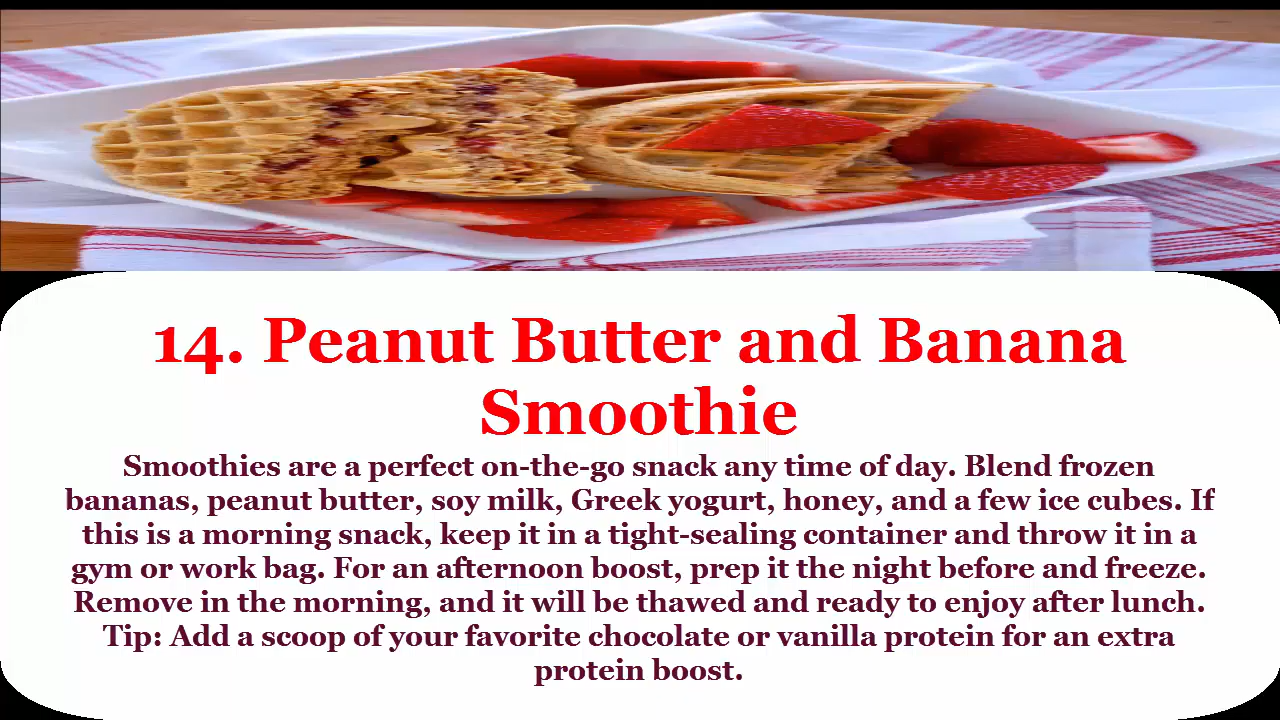 14. Peanut Butter and Banana
Smoothie
Smoothies are a perfect on-the-go snack any time of day. Blend frozen
bananas, peanut butter, soy milk, Greek yogurt, honey, and a few ice cubes. If
this is a morning snack, keep it in a tight-sealing container and throw it in a
gym or work bag. For an afternoon boost, prep it the night before and freeze.
Remove in the morning, and it will be thawed and ready to enjoy after lunch.
Tip: Add a scoop of your favorite chocolate or vanilla protein for an extra
protein boost.